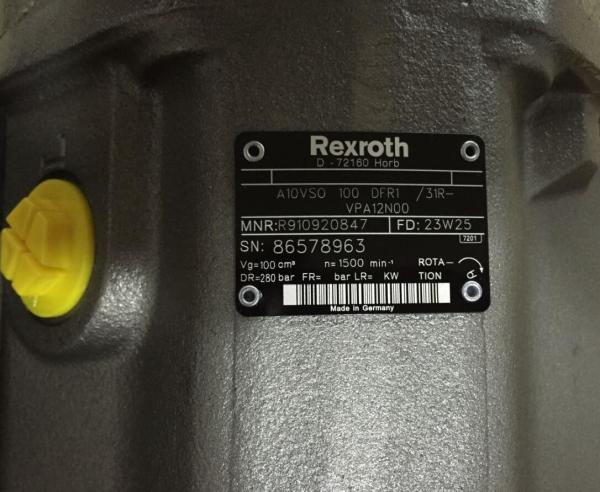 Rexroth
D - 72160 Horb
A10VSO 100 DFR1 /31R-
VPA12N00
MNR:R910920847 FD: 23W25
SN: 86578963 7201
Vg=100 cm³ n=1500 min⁻¹ ROTA-
DR=280 bar FR= bar LR= KW TION
Made in Germany